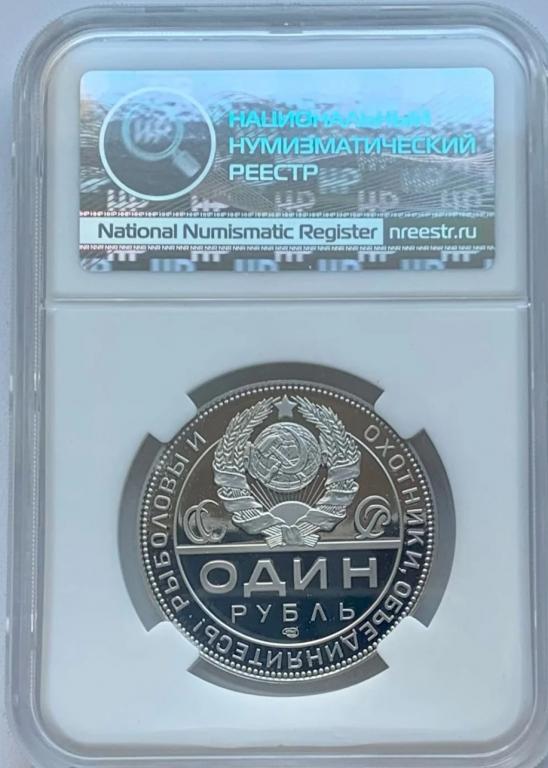 НАЦИОНАЛЬНЫЙ
НУМИЗМАТИЧЕСКИЙ
РЕЕСТР
National Numismatic Register nreestr.ru
РЫБОЛОВЫ И ОХОТНИКИ, ОБЪЕДИНЯЙТЕСЬ!
ОДИН
РУБЛЬ